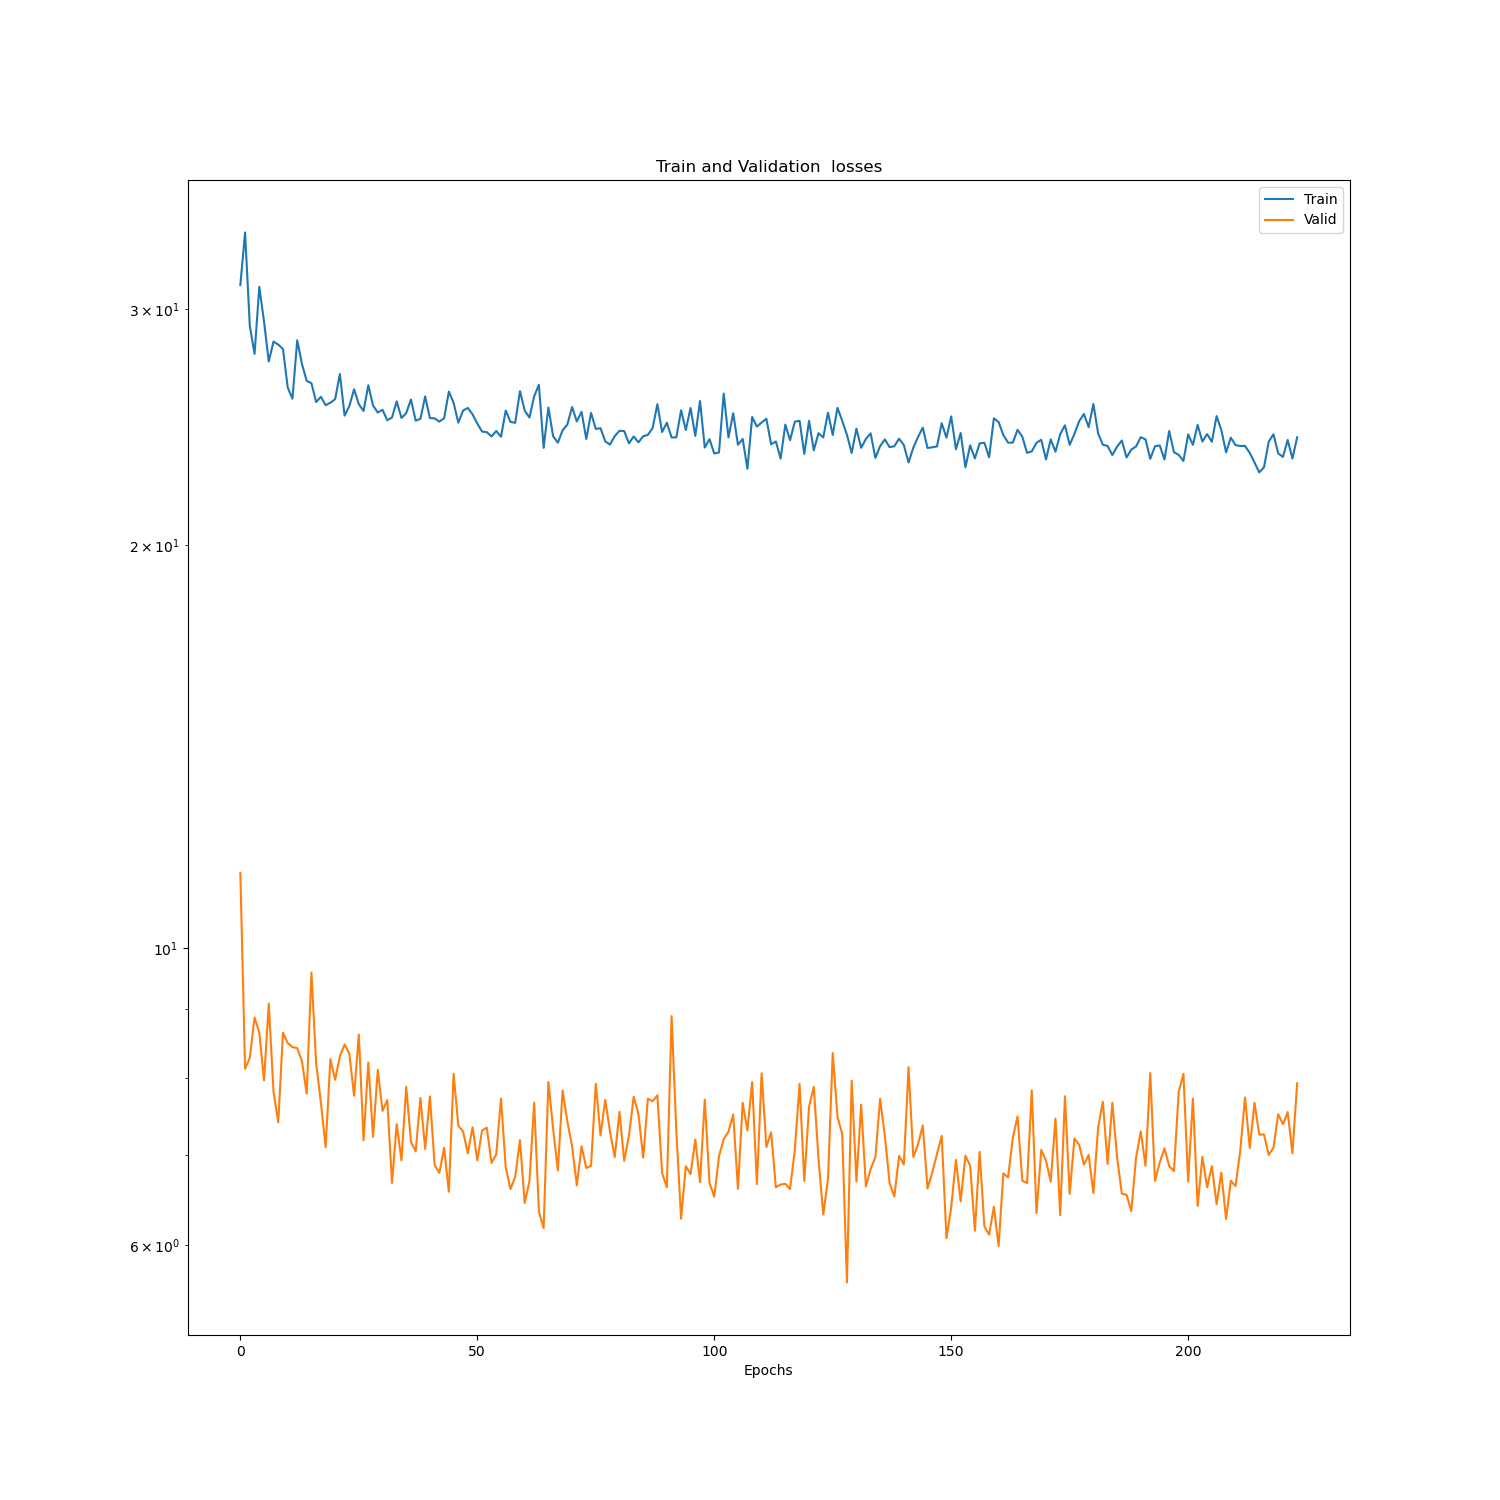 Train and Validation  losses
Train
Valid
3 × 10¹
2 × 10¹
10¹
6 × 10⁰
0 50 100 150 200
Epochs